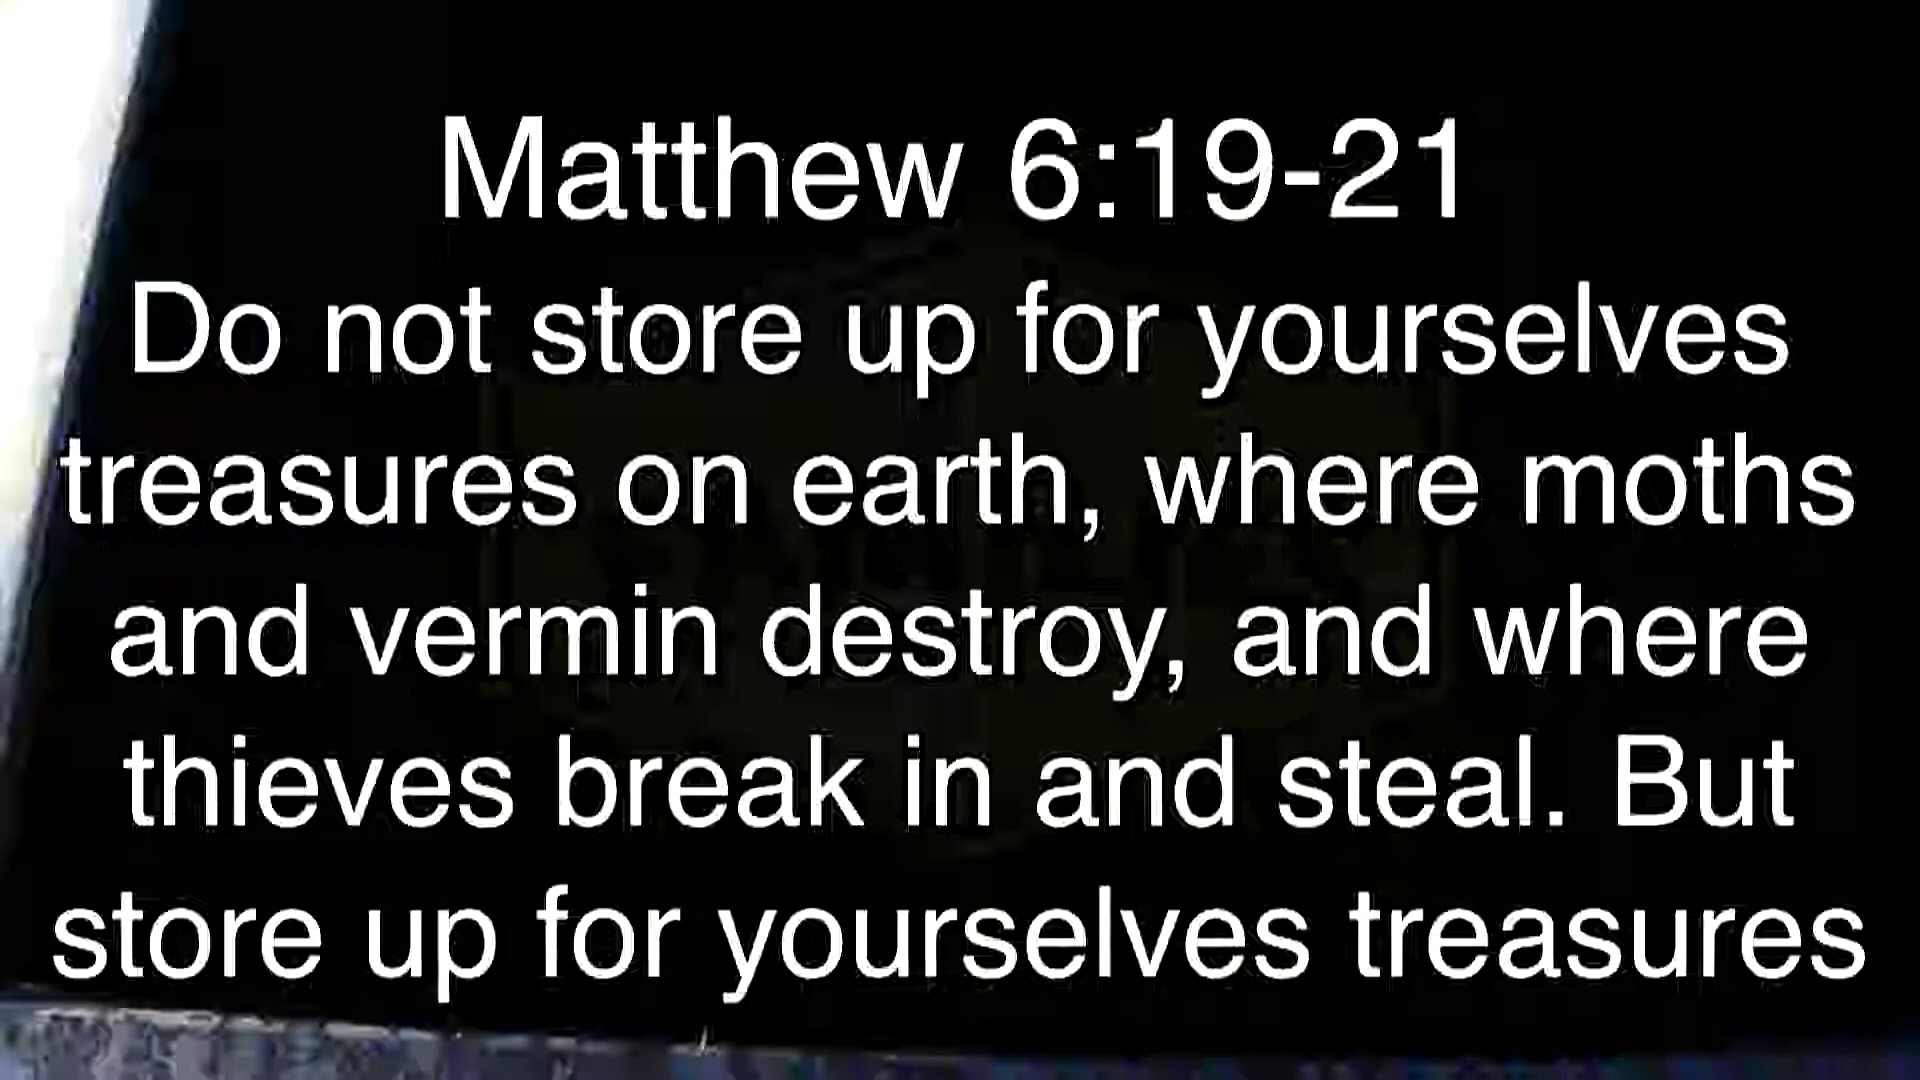 Matthew 6:19-21
Do not store up for yourselves
treasures on earth, where moths
and vermin destroy, and where
thieves break in and steal. But
store up for yourselves treasures